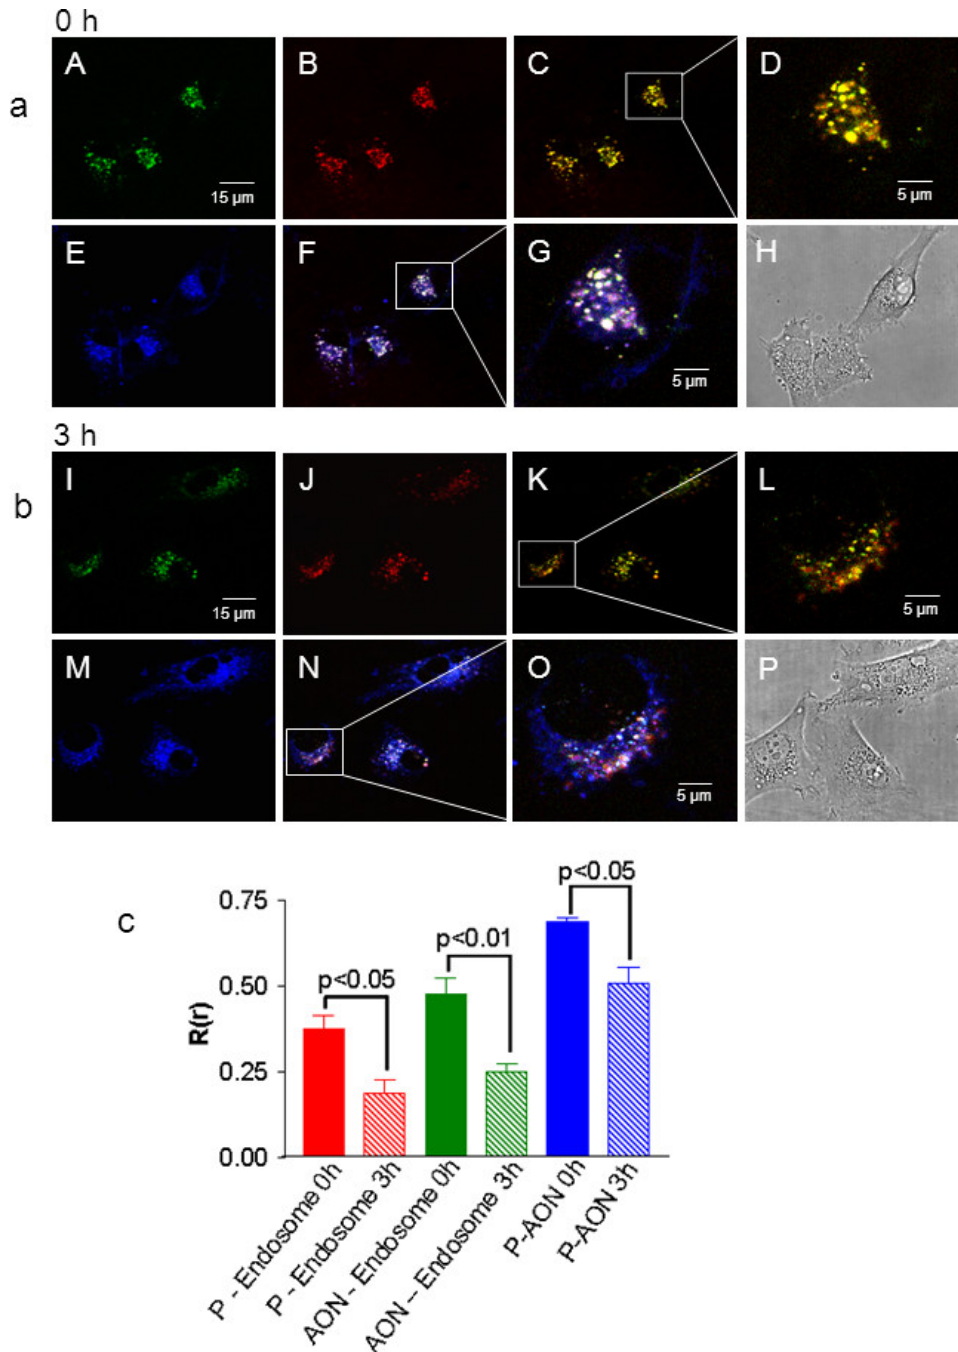 0 h
a
A
B
C
D
15 µm
5 µm
E
F
G
H
5 µm
3 h
b
I
J
K
L
15 µm
5 µm
M
N
O
P
5 µm
c
R(r)
0.75
0.50
0.25
0.00
p<0.05
p<0.01
p<0.05
P - Endosome 0h
P - Endosome 3h
AON - Endosome 0h
AON -- Endosome 3h
P-AON 0h
P-AON 3h